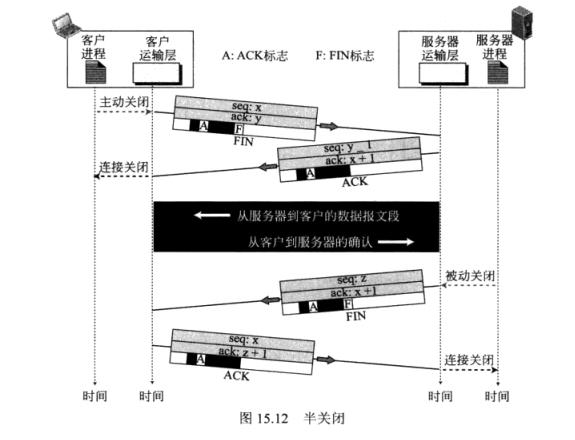 客户
进程
客户
运输层
A: ACK标志
F: FIN标志
服务器
运输层
服务器
进程
主动关闭
seq: x
ack: y
A
F
FIN
seq: y _ 1
ack: x + 1
A
ACK
连接关闭
从服务器到客户的数据报文段
从客户到服务器的确认
被动关闭
seq: z
ack: x +1
A
F
FIN
seq: x
ack: z + 1
A
ACK
连接关闭
时间
时间
时间
时间
图 15.12 半关闭